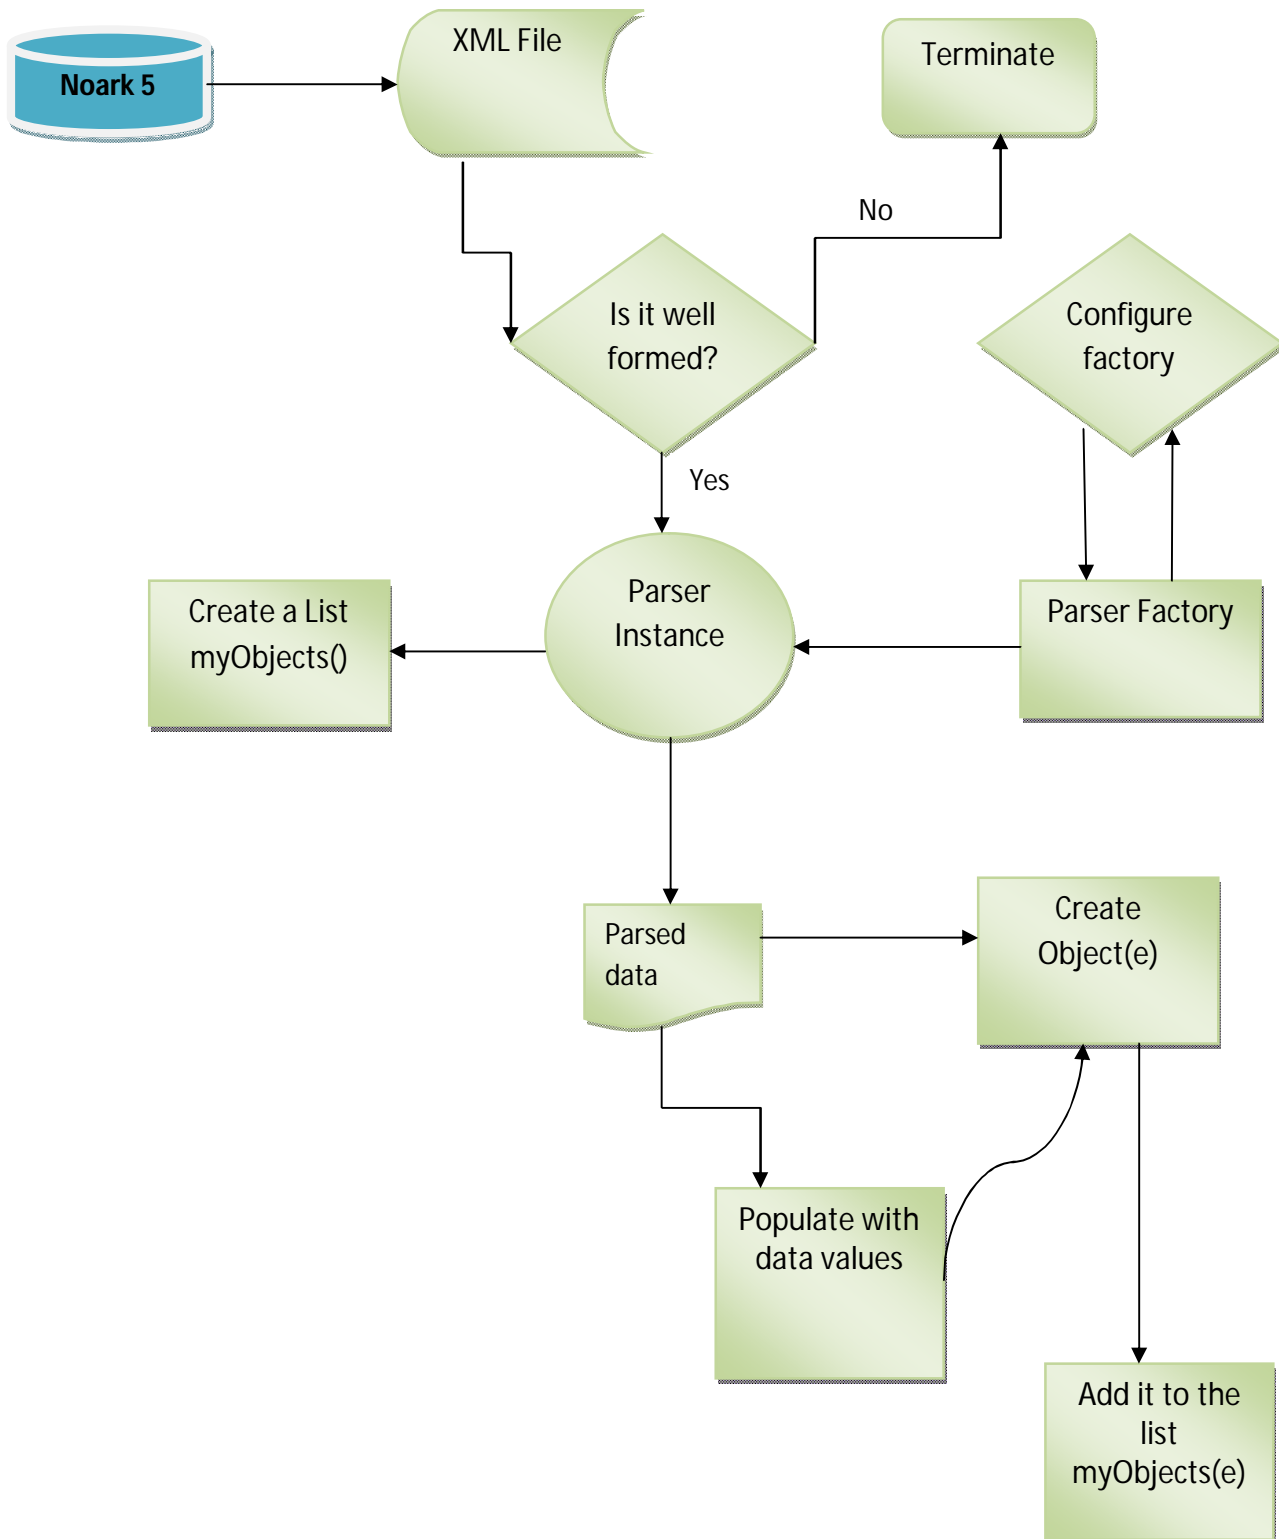 XML File
Terminate
Noark 5
No
Is it well
formed?
Configure
factory
Yes
Parser
Instance
Create a List
myObjects()
Parser Factory
Parsed
data
Create
Object(e)
Populate with
data values
Add it to the
list
myObjects(e)